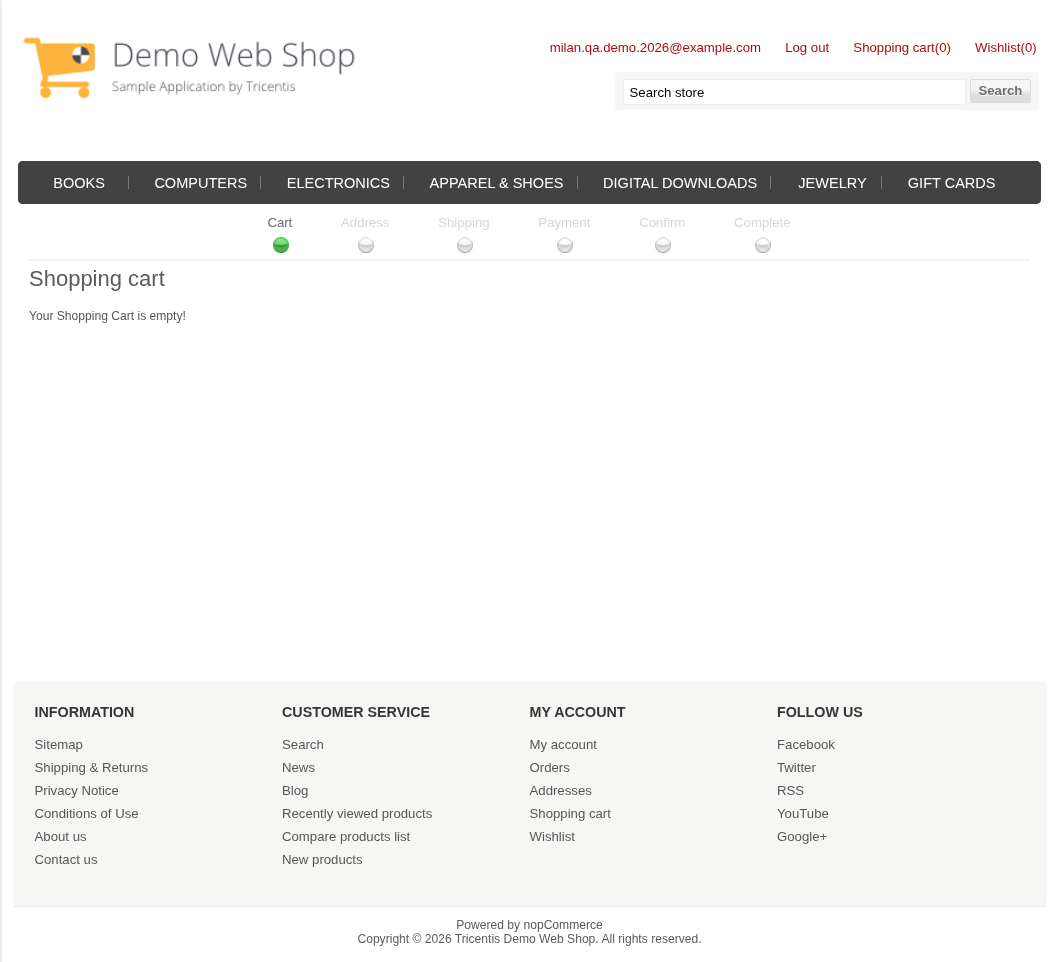 Demo Web Shop
Sample Application by Tricentis
milan.qa.demo.2026@example.com Log out Shopping cart(0) Wishlist(0)
Search store Search
BOOKS COMPUTERS ELECTRONICS APPAREL & SHOES DIGITAL DOWNLOADS JEWELRY GIFT CARDS
Cart Address Shipping Payment Confirm Complete
Shopping cart
Your Shopping Cart is empty!
INFORMATION
Sitemap
Shipping & Returns
Privacy Notice
Conditions of Use
About us
Contact us
CUSTOMER SERVICE
Search
News
Blog
Recently viewed products
Compare products list
New products
MY ACCOUNT
My account
Orders
Addresses
Shopping cart
Wishlist
FOLLOW US
Facebook
Twitter
RSS
YouTube
Google+
Powered by nopCommerce
Copyright © 2026 Tricentis Demo Web Shop. All rights reserved.